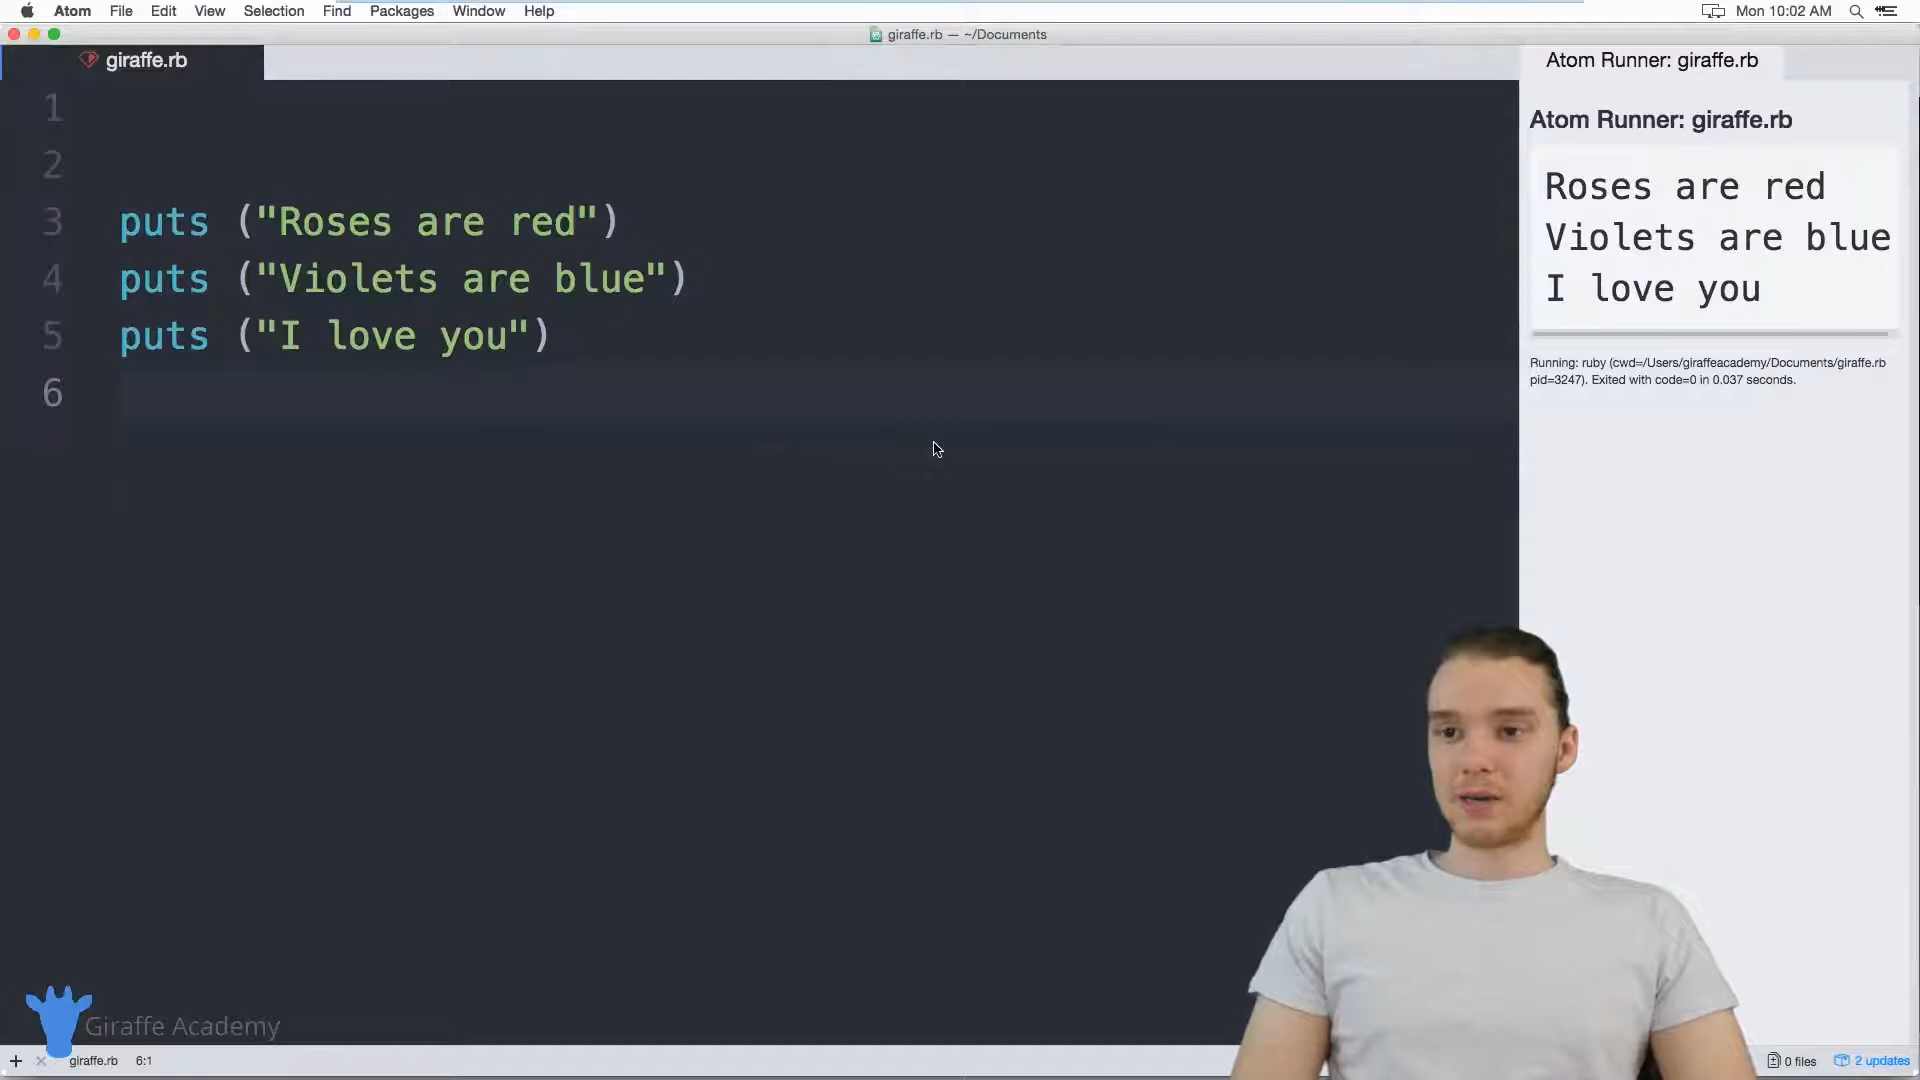 Atom File Edit View Selection Find Packages Window Help Mon 10:02 AM
giraffe.rb — ~/Documents
giraffe.rb
Atom Runner: giraffe.rb
1
2
3 puts ("Roses are red")
4 puts ("Violets are blue")
5 puts ("I love you")
6
Atom Runner: giraffe.rb
Roses are red
Violets are blue
I love you
Running: ruby (cwd=/Users/giraffeacademy/Documents/giraffe.rb
pid=3247). Exited with code=0 in 0.037 seconds.
Giraffe Academy
giraffe.rb 6:1 0 files 2 updates